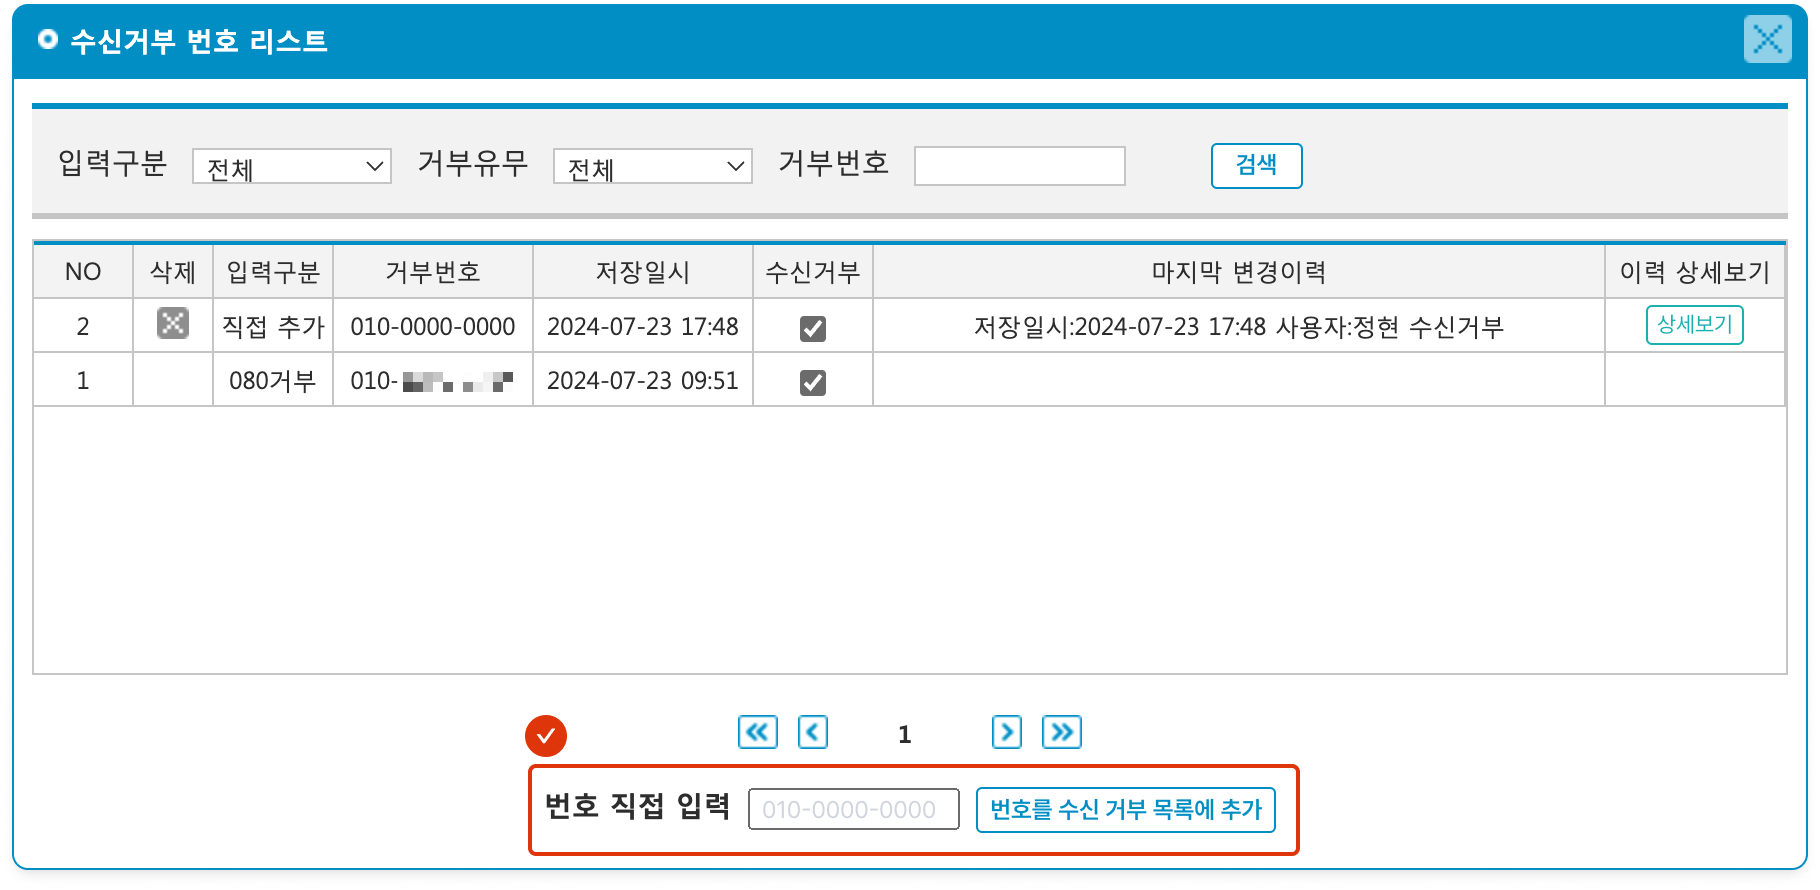 수신거부 번호 리스트
입력구분 전체 거부유무 전체 거부번호 검색
NO 삭제 입력구분 거부번호 저장일시 수신거부 마지막 변경이력 이력 상세보기
2 직접 추가 010-0000-0000 2024-07-23 17:48 저장일시:2024-07-23 17:48 사용자:정현 수신거부 상세보기
1 080거부 010- 2024-07-23 09:51
1
번호 직접 입력 010-0000-0000 번호를 수신 거부 목록에 추가